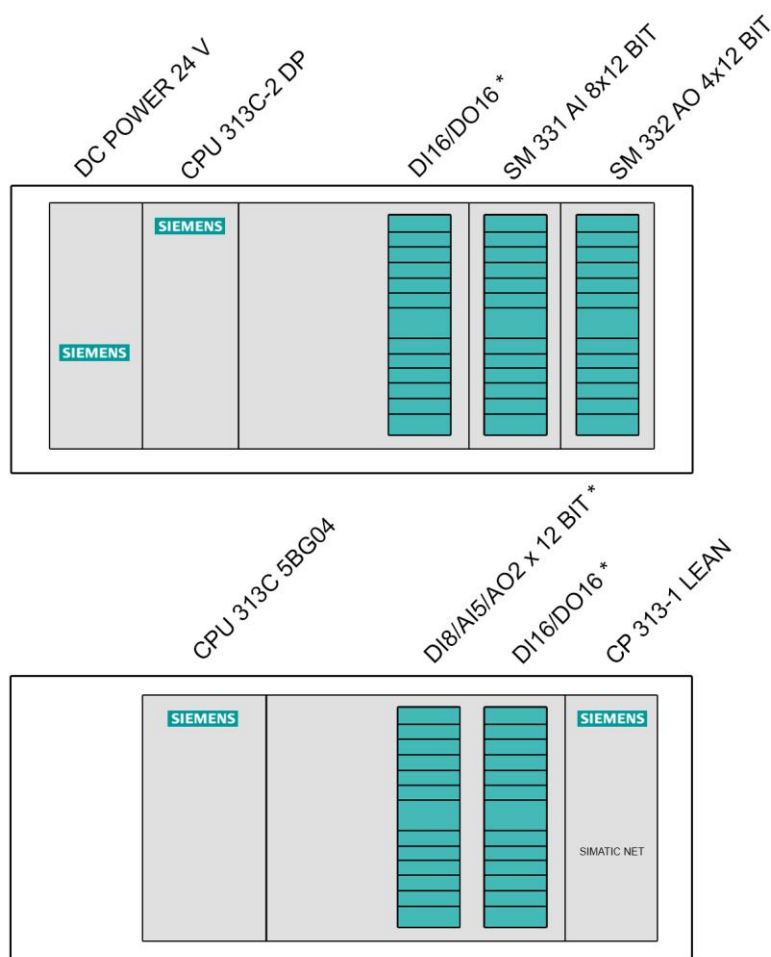 DC POWER 24 V
CPU 313C-2 DP
DI16/DO16 *
SM 331 AI 8x12 BIT
SM 332 AO 4x12 BIT
SIEMENS
SIEMENS
CPU 313C 5BG04
DI8/AI5/AO2 x 12 BIT *
DI16/DO16 *
CP 313-1 LEAN
SIEMENS
SIEMENS
SIMATIC NET